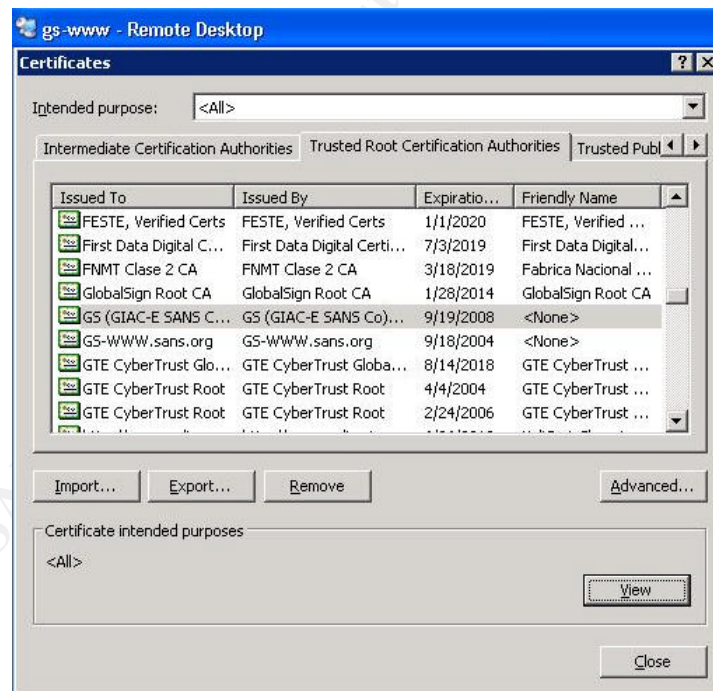 gs-www - Remote Desktop
Certificates
Intended purpose: <All>
Intermediate Certification Authorities Trusted Root Certification Authorities Trusted Publ
Issued To Issued By Expiratio... Friendly Name
FESTE, Verified Certs FESTE, Verified Certs 1/1/2020 FESTE, Verified ...
First Data Digital C... First Data Digital Certi... 7/3/2019 First Data Digital...
FNMT Clase 2 CA FNMT Clase 2 CA 3/18/2019 Fabrica Nacional ...
GlobalSign Root CA GlobalSign Root CA 1/28/2014 GlobalSign Root CA
GS (GIAC-E SANS C... GS (GIAC-E SANS Co)... 9/19/2008 <None>
GS-WWW.sans.org GS-WWW.sans.org 9/18/2004 <None>
GTE CyberTrust Glo... GTE CyberTrust Globa... 8/14/2018 GTE CyberTrust ...
GTE CyberTrust Root GTE CyberTrust Root 4/4/2004 GTE CyberTrust ...
GTE CyberTrust Root GTE CyberTrust Root 2/24/2006 GTE CyberTrust ...
Import... Export... Remove Advanced...
Certificate intended purposes
<All>
View
Close